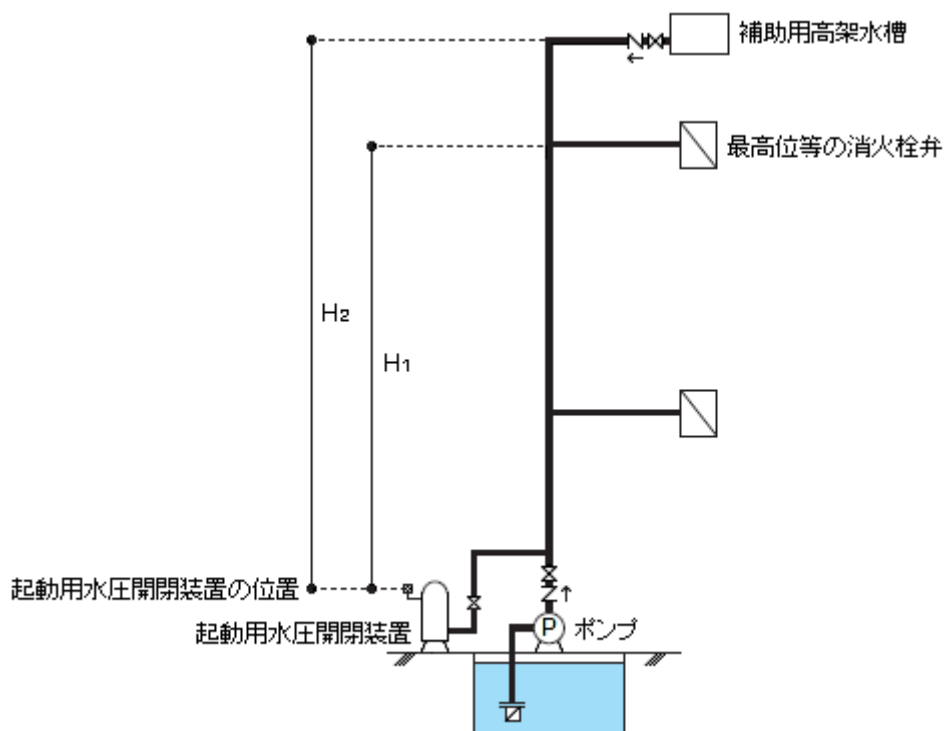 補助用高架水槽
最高位等の消火栓弁
H₂
H₁
起動用水圧開閉装置の位置
起動用水圧開閉装置
P
ポンプ